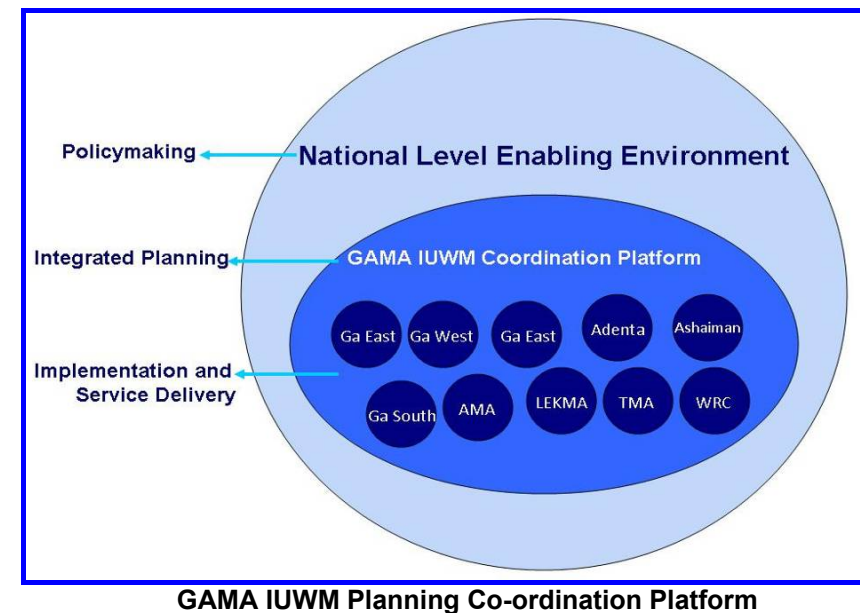 Policymaking
National Level Enabling Environment
Integrated Planning
GAMA IUWM Coordination Platform
Ga East
Ga West
Ga East
Adenta
Ashaiman
Implementation and
Service Delivery
Ga South
AMA
LEKMA
TMA
WRC
GAMA IUWM Planning Co-ordination Platform